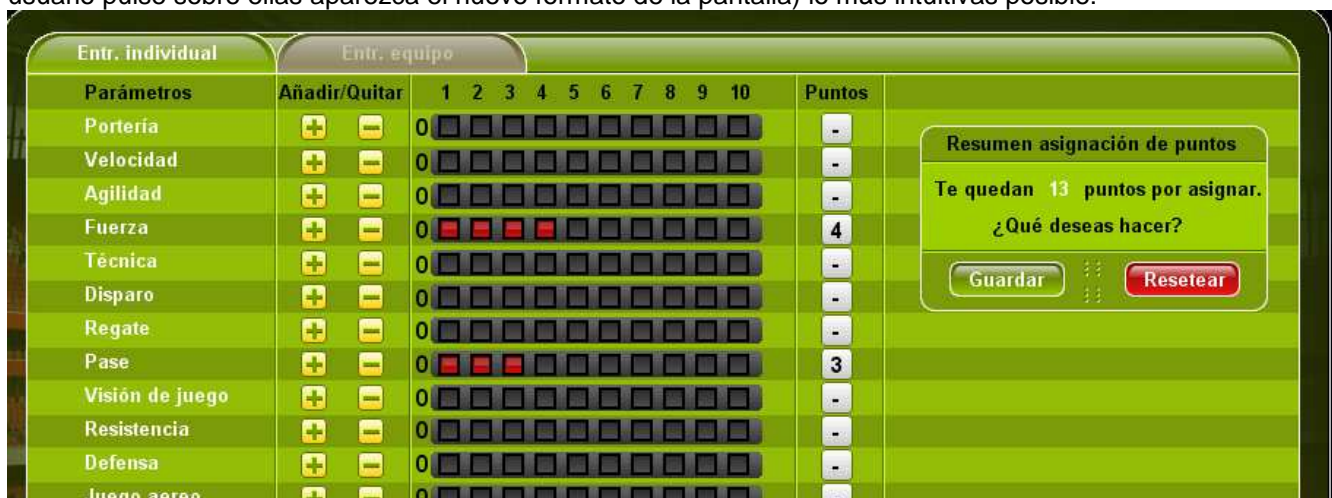 usuario pulse sobre ellas aparezca el nuevo formato de la pantalla) lo más intuitivas posible.
Entr. individual Entr. equipo
Parámetros Añadir/Quitar 1 2 3 4 5 6 7 8 9 10 Puntos
Portería + - 0 -
Velocidad + - 0 -
Agilidad + - 0 -
Fuerza + - 0 4
Técnica + - 0 -
Disparo + - 0 -
Regate + - 0 -
Pase + - 0 3
Visión de juego + - 0 -
Resistencia + - 0 -
Defensa + - 0 -
Juego aereo + - 0 -
Resumen asignación de puntos
Te quedan 13 puntos por asignar.
¿Qué deseas hacer?
Guardar Resetear